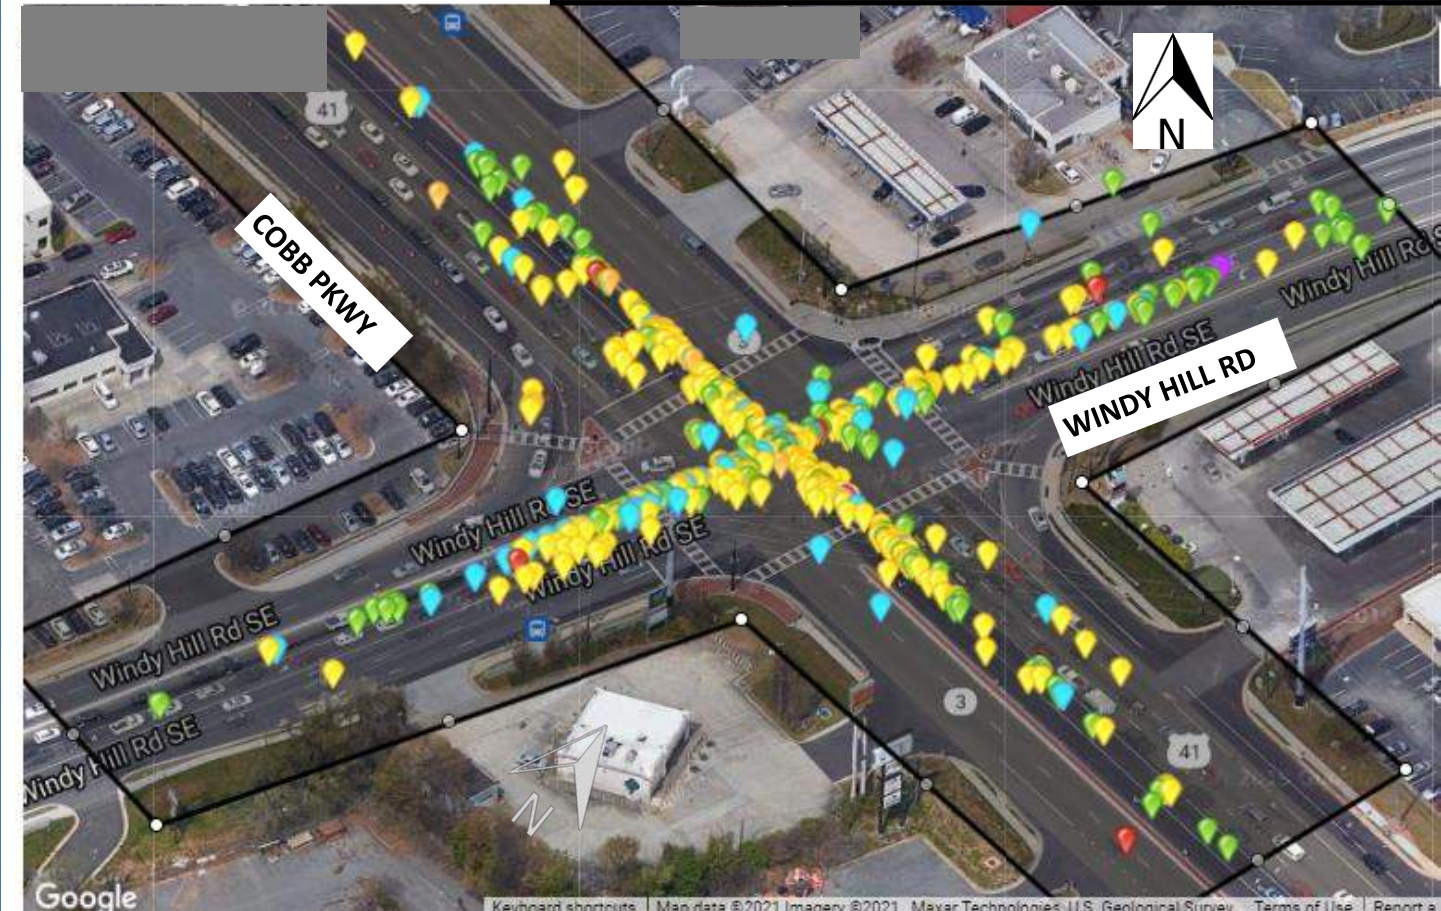 41
N
COBB PKWY
3
Windy Hill Rd S
Windy Hill Rd SE
WINDY HILL RD
Windy Hill Rd SE
Windy Hill Rd SE
Windy Hill Rd SE
Windy Hill Rd SE
3
41
N
Google
Keyboard shortcuts
Map data ©2021 Imagery ©2021 , Maxar Technologies, U.S. Geological Survey
Terms of Use
Report a